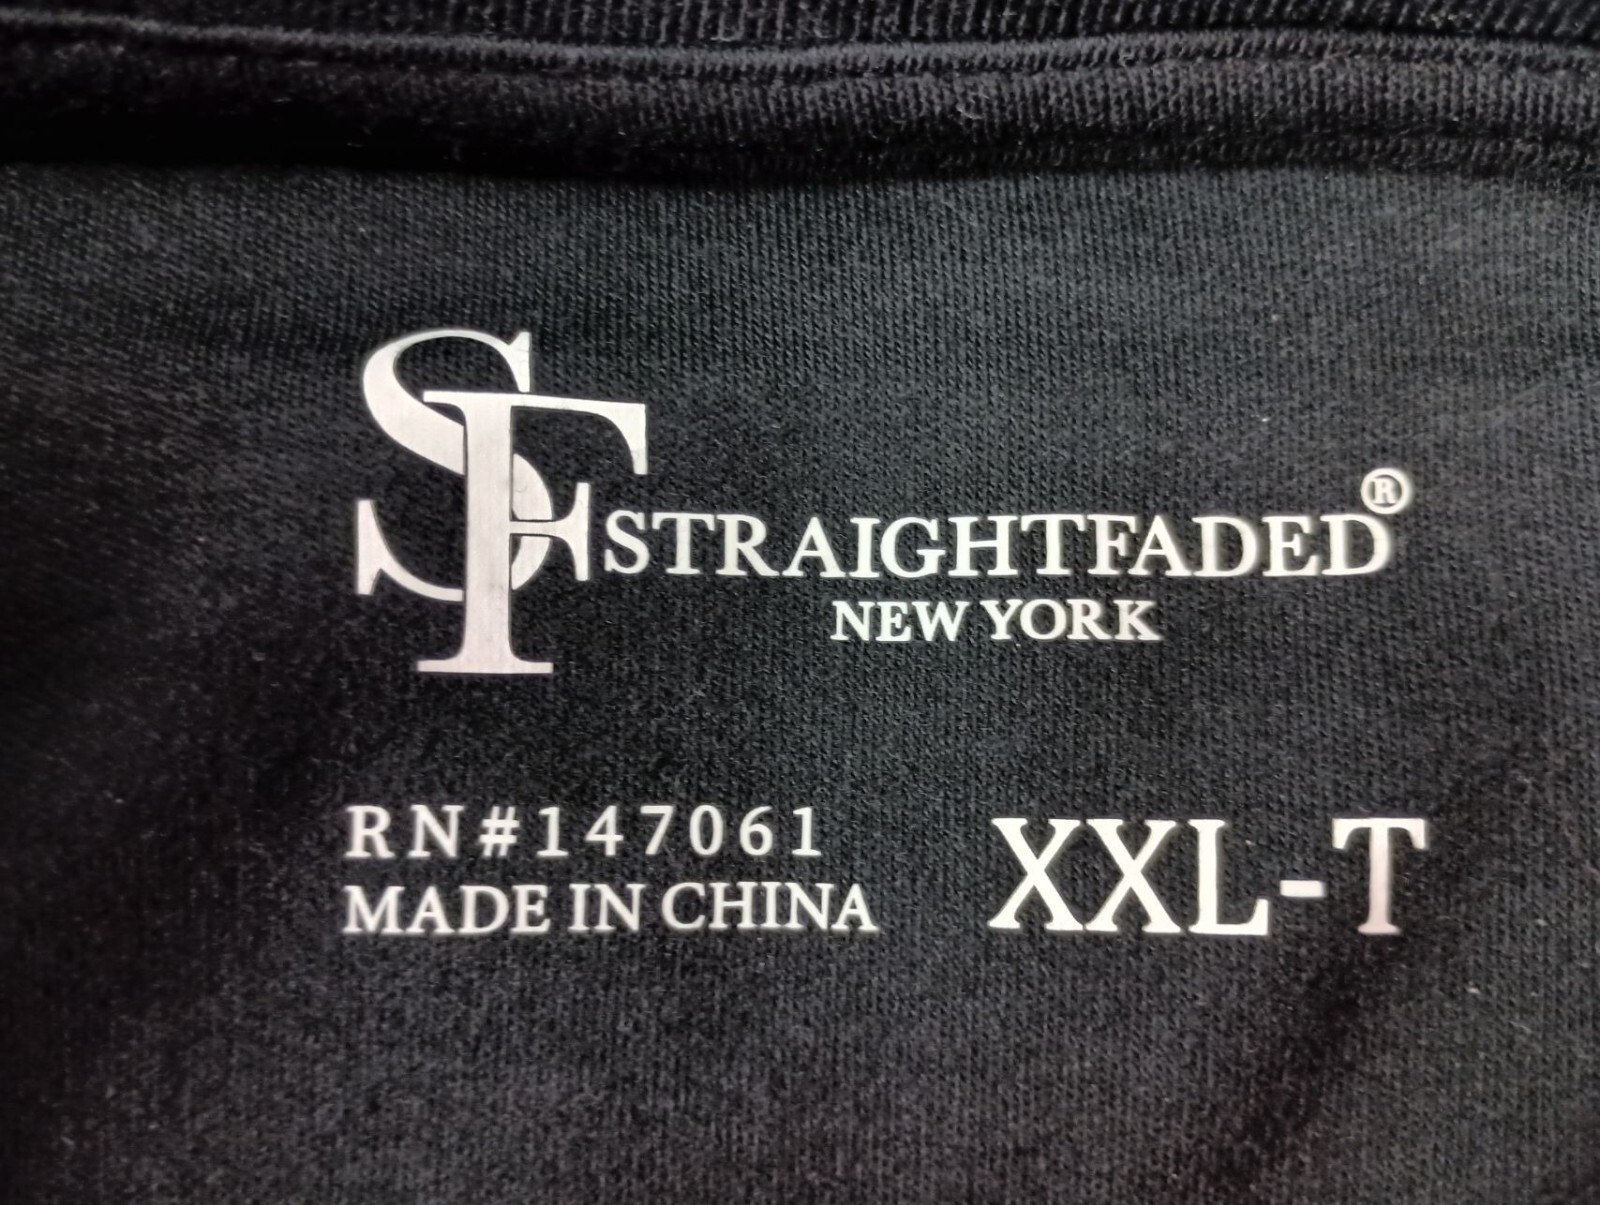 SF STRAIGHTFADED®
NEW YORK
RN#147061
MADE IN CHINA
XXL-T